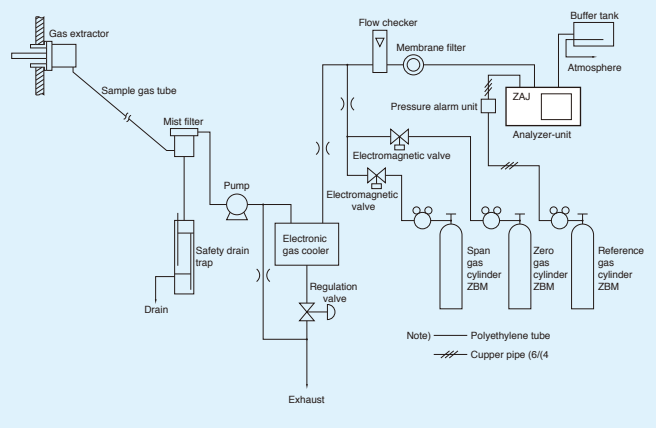 Gas extractor
Sample gas tube
Mist filter
Pump
Safety drain
trap
Drain
Electronic
gas cooler
Regulation
valve
Exhaust
Flow checker
Membrane filter
Buffer tank
Atmosphere
Pressure alarm unit
ZAJ
Analyzer-unit
Electromagnetic valve
Electromagnetic
valve
Span
gas
cylinder
ZBM
Zero
gas
cylinder
ZBM
Reference
gas
cylinder
ZBM
Note) Polyethylene tube
Cupper pipe (6/(4